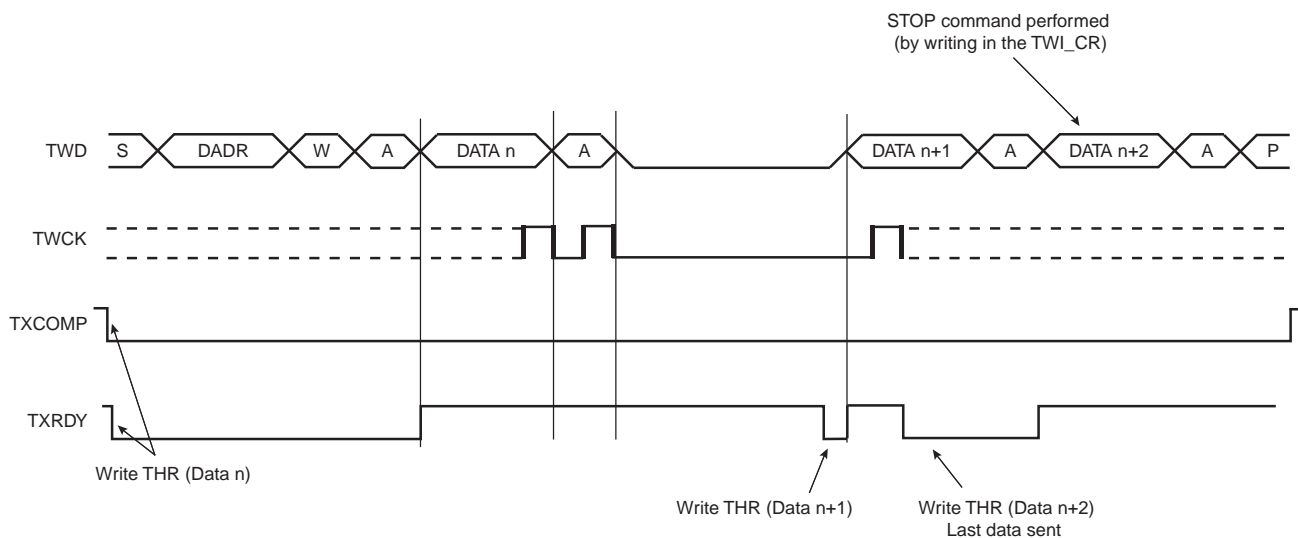 STOP command performed
(by writing in the TWI_CR)
TWD
S
DADR
W
A
DATA n
A
DATA n+1
A
DATA n+2
A
P
TWCK
TXCOMP
TXRDY
Write THR (Data n)
Write THR (Data n+1)
Write THR (Data n+2)
Last data sent